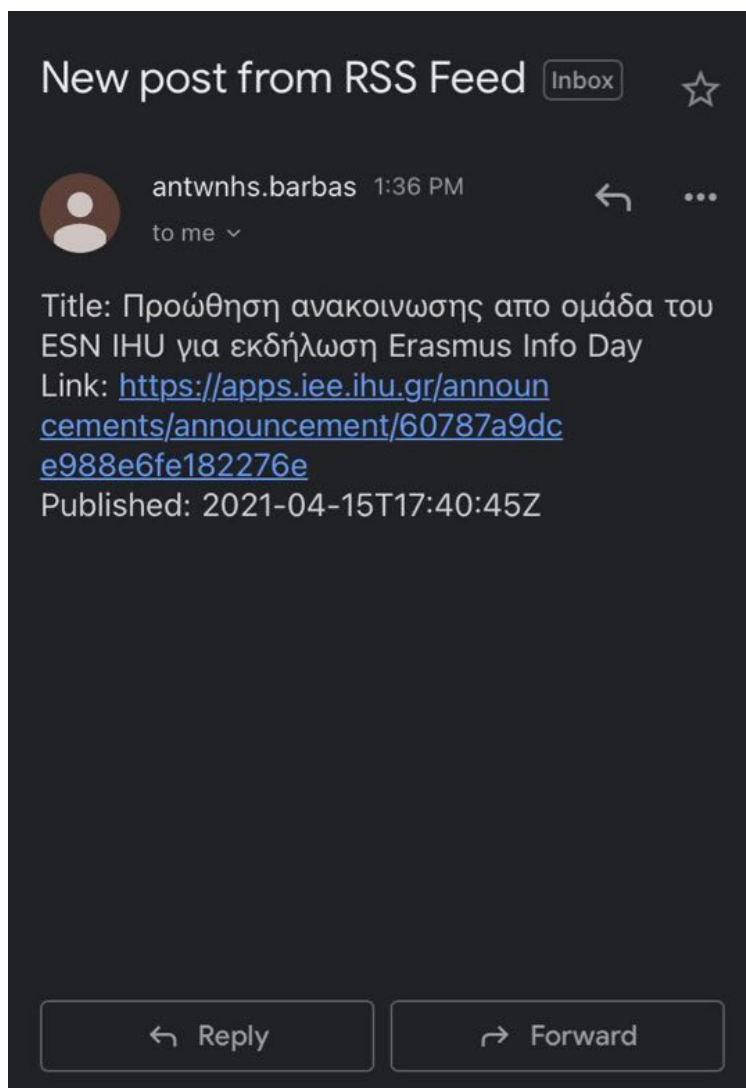 New post from RSS Feed Inbox
antwnhs.barbas 1:36 PM
to me
Title: Προώθηση ανακοινωσης απο ομάδα του
ESN IHU για εκδήλωση Erasmus Info Day
Link: https://apps.iee.ihu.gr/announ
cements/announcement/60787a9dc
e988e6fe182276e
Published: 2021-04-15T17:40:45Z
Reply Forward